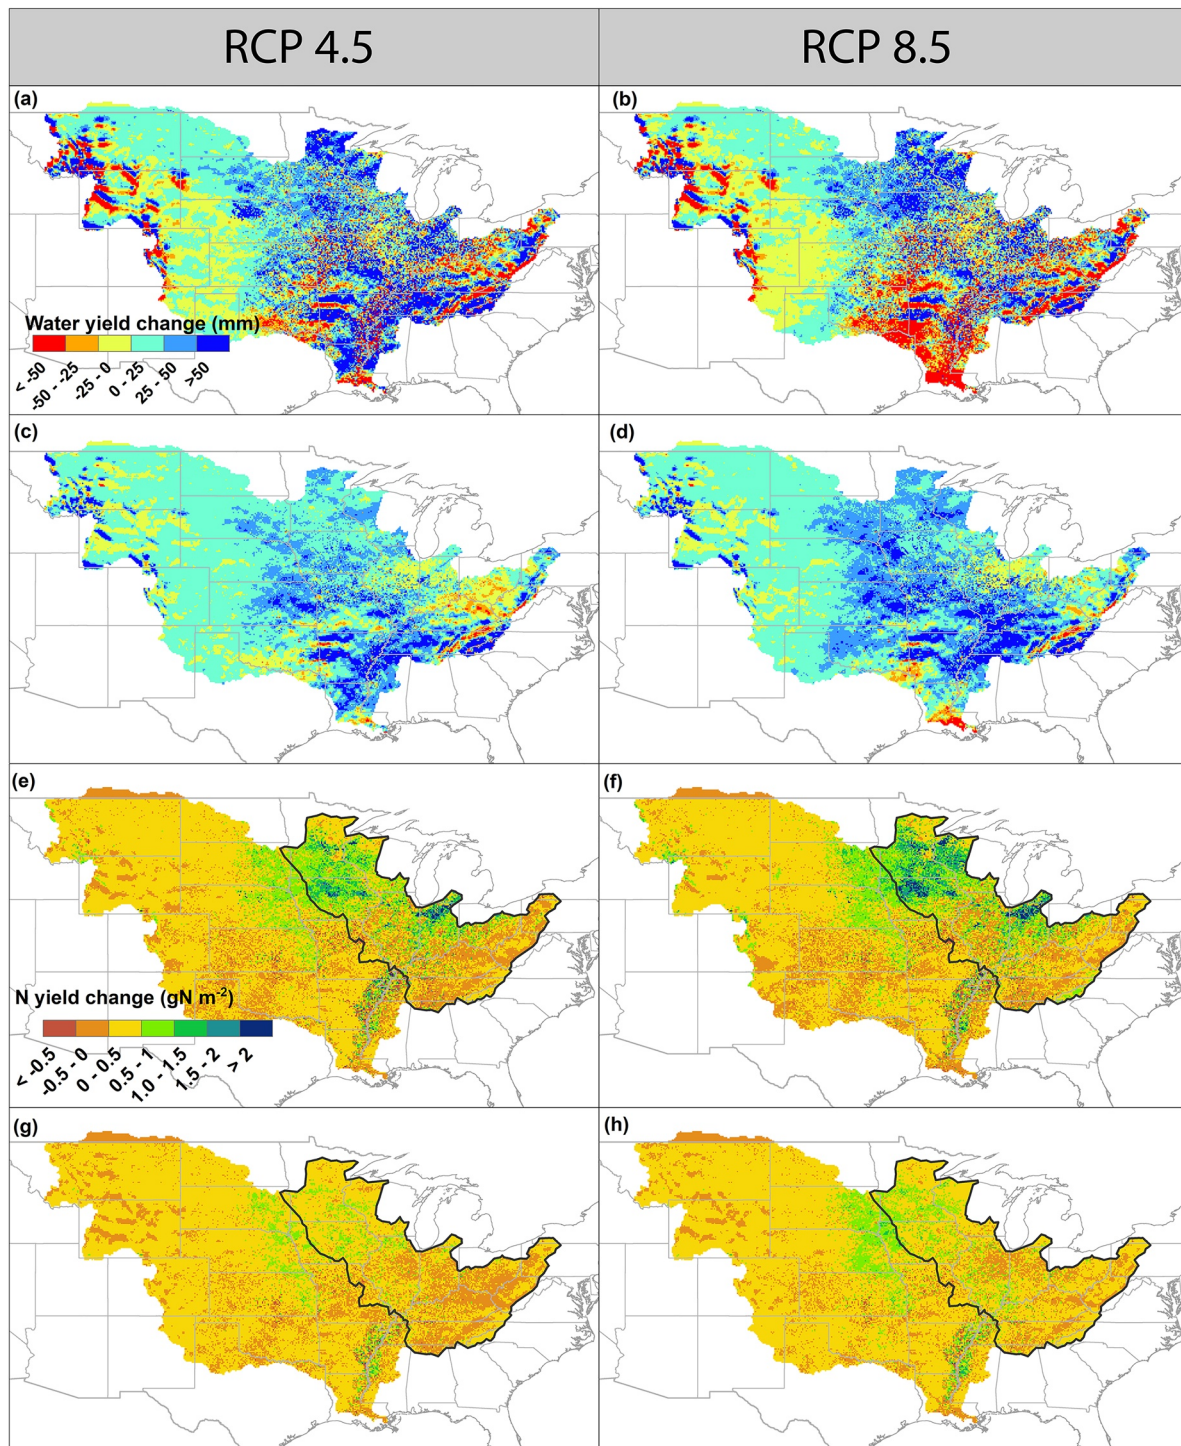 RCP 4.5
RCP 8.5
(a)
(b)
Water yield change (mm)
< -50
-50 - -25
-25 - 0
0 - 25
25 - 50
>50
(c)
(d)
(e)
(f)
N yield change (gN m⁻²)
< -0.5
-0.5 - 0
0 - 0.5
0.5 - 1
1.0 - 1.5
1.5 - 2
> 2
(g)
(h)